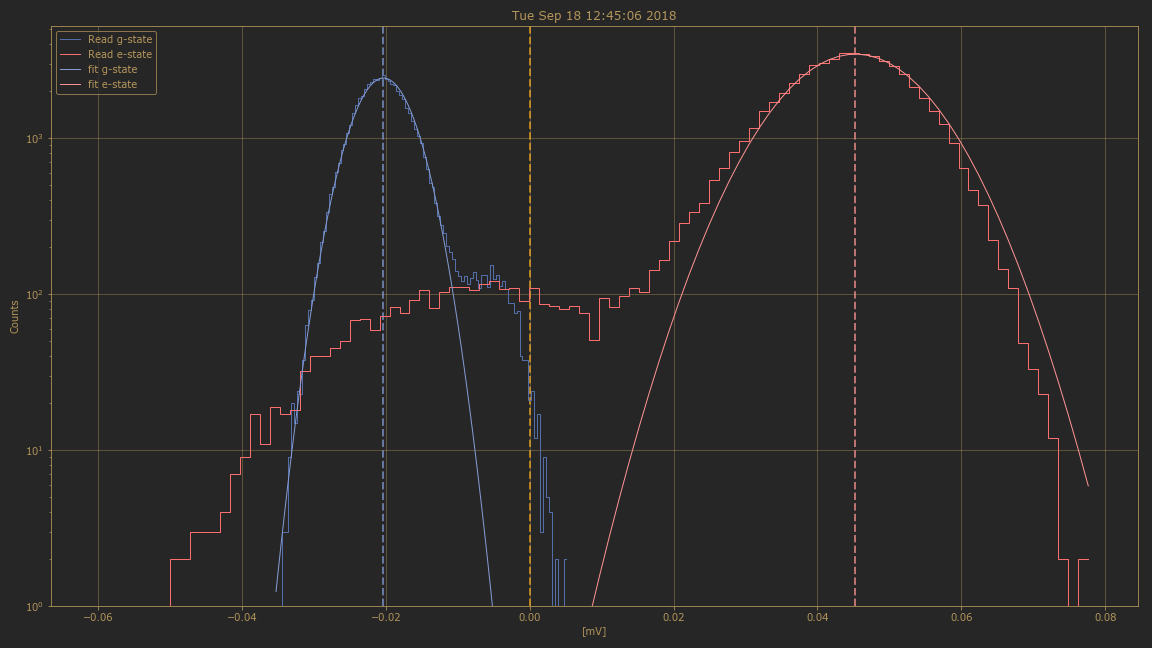 Tue Sep 18 12:45:06 2018
Read g-state
Read e-state
fit g-state
fit e-state
Counts
10³
10²
10¹
10⁰
−0.06 −0.04 −0.02 0.00 0.02 0.04 0.06 0.08
[mV]